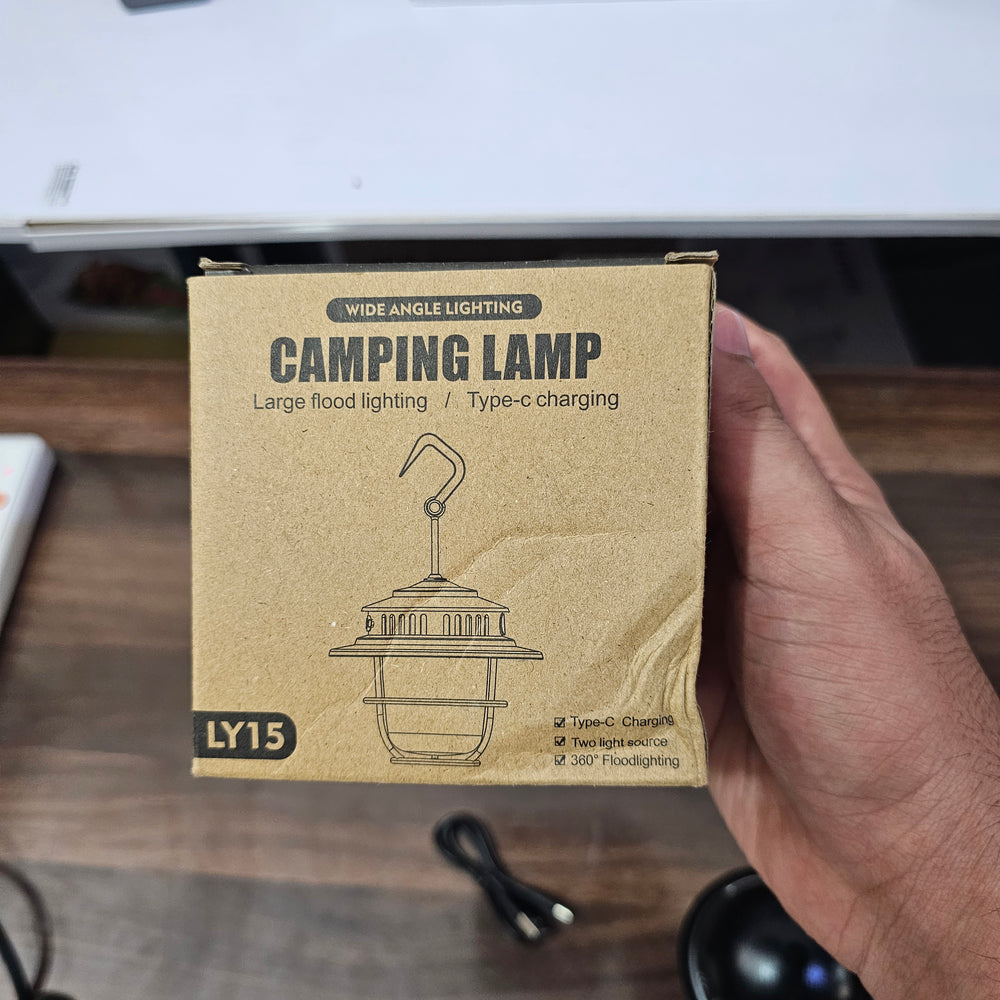 WIDE ANGLE LIGHTING
CAMPING LAMP
Large flood lighting / Type-c charging
LY15
☑ Type-C Charging
☑ Two light source
☑ 360° Floodlighting